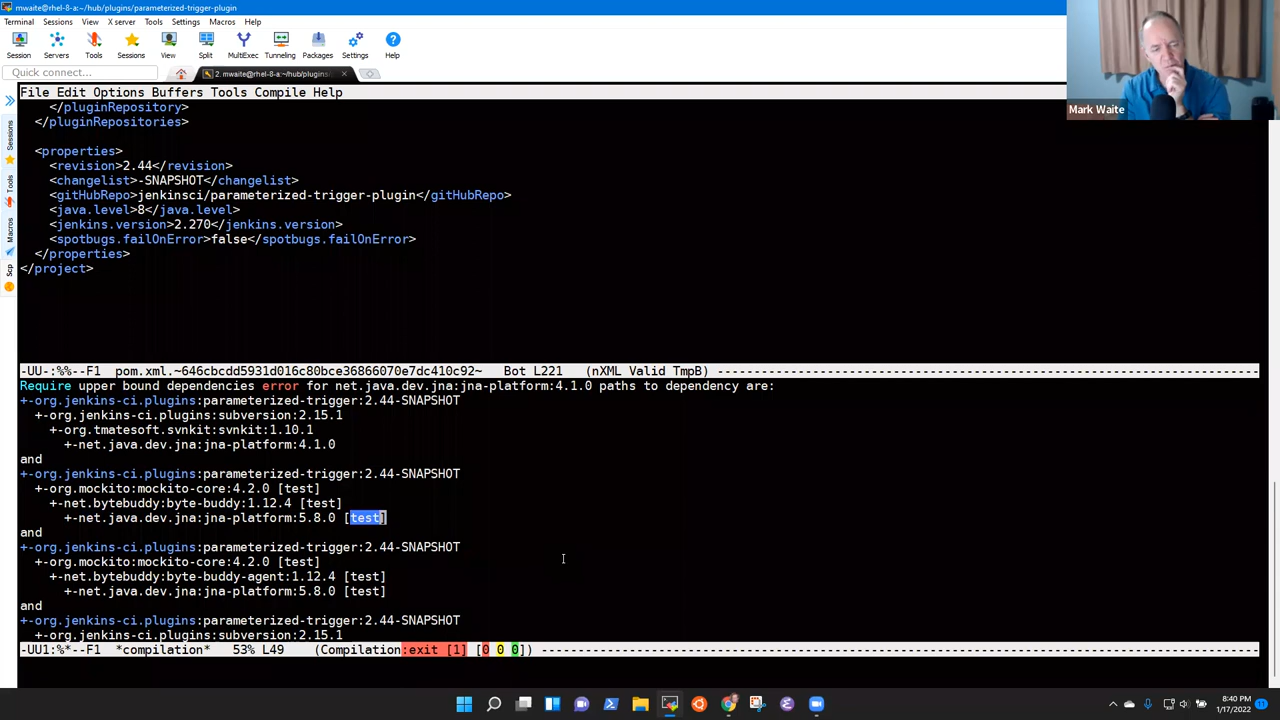 mwaite@rhel-8-a:~/hub/plugins/parameterized-trigger-plugin
Terminal Sessions View X server Tools Settings Macros Help
Session Servers Tools Sessions View Split MultiExec Tunneling Packages Settings Help
Quick connect...
2. mwaite@rhel-8-a:~/hub/plugins/
Mark Waite
File Edit Options Buffers Tools Compile Help
</pluginRepository>
</pluginRepositories>
<properties>
<revision>2.44</revision>
<changelist>-SNAPSHOT</changelist>
<gitHubRepo>jenkinsci/parameterized-trigger-plugin</gitHubRepo>
<java.level>8</java.level>
<jenkins.version>2.270</jenkins.version>
<spotbugs.failOnError>false</spotbugs.failOnError>
</properties>
</project>
Sessions
Tools
Macros
Scp
-UU-:%%--F1 pom.xml.~646cbcdd5931d016c80bce36866070e7dc410c92~ Bot L221 (nXML Valid TmpB) ----------
Require upper bound dependencies error for net.java.dev.jna:jna-platform:4.1.0 paths to dependency are:
+-org.jenkins-ci.plugins:parameterized-trigger:2.44-SNAPSHOT
+-org.jenkins-ci.plugins:subversion:2.15.1
+-org.tmatesoft.svnkit:svnkit:1.10.1
+-net.java.dev.jna:jna-platform:4.1.0
and
+-org.jenkins-ci.plugins:parameterized-trigger:2.44-SNAPSHOT
+-org.mockito:mockito-core:4.2.0 [test]
+-net.bytebuddy:byte-buddy:1.12.4 [test]
+-net.java.dev.jna:jna-platform:5.8.0 [test]
and
+-org.jenkins-ci.plugins:parameterized-trigger:2.44-SNAPSHOT
+-org.mockito:mockito-core:4.2.0 [test]
+-net.bytebuddy:byte-buddy-agent:1.12.4 [test]
+-net.java.dev.jna:jna-platform:5.8.0 [test]
and
+-org.jenkins-ci.plugins:parameterized-trigger:2.44-SNAPSHOT
+-org.jenkins-ci.plugins:subversion:2.15.1
-UU1:%*--F1 *compilation* 53% L49 (Compilation:exit [1] [0 0 0]) ----------
8:40 PM
1/17/2022